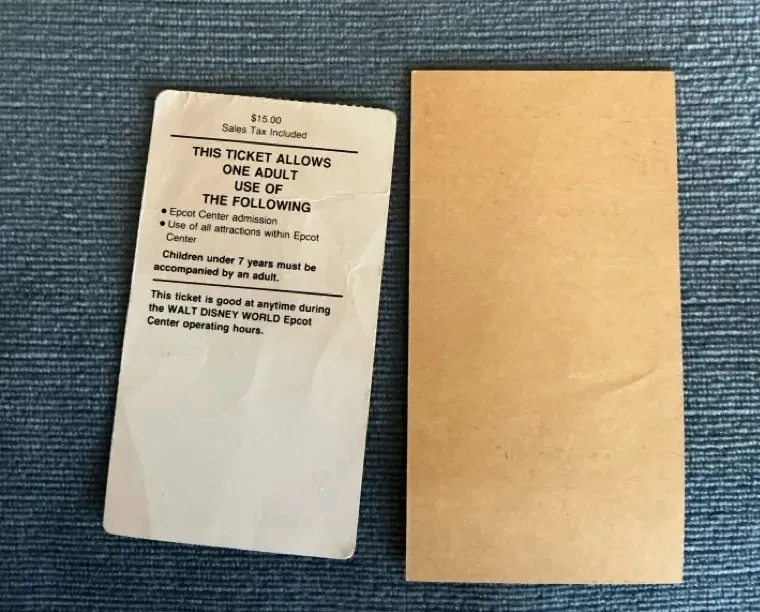 $15.00
Sales Tax Included
THIS TICKET ALLOWS
ONE ADULT
USE OF
THE FOLLOWING
• Epcot Center admission
• Use of all attractions within Epcot
Center
Children under 7 years must be
accompanied by an adult.
This ticket is good at anytime during
the WALT DISNEY WORLD Epcot
Center operating hours.